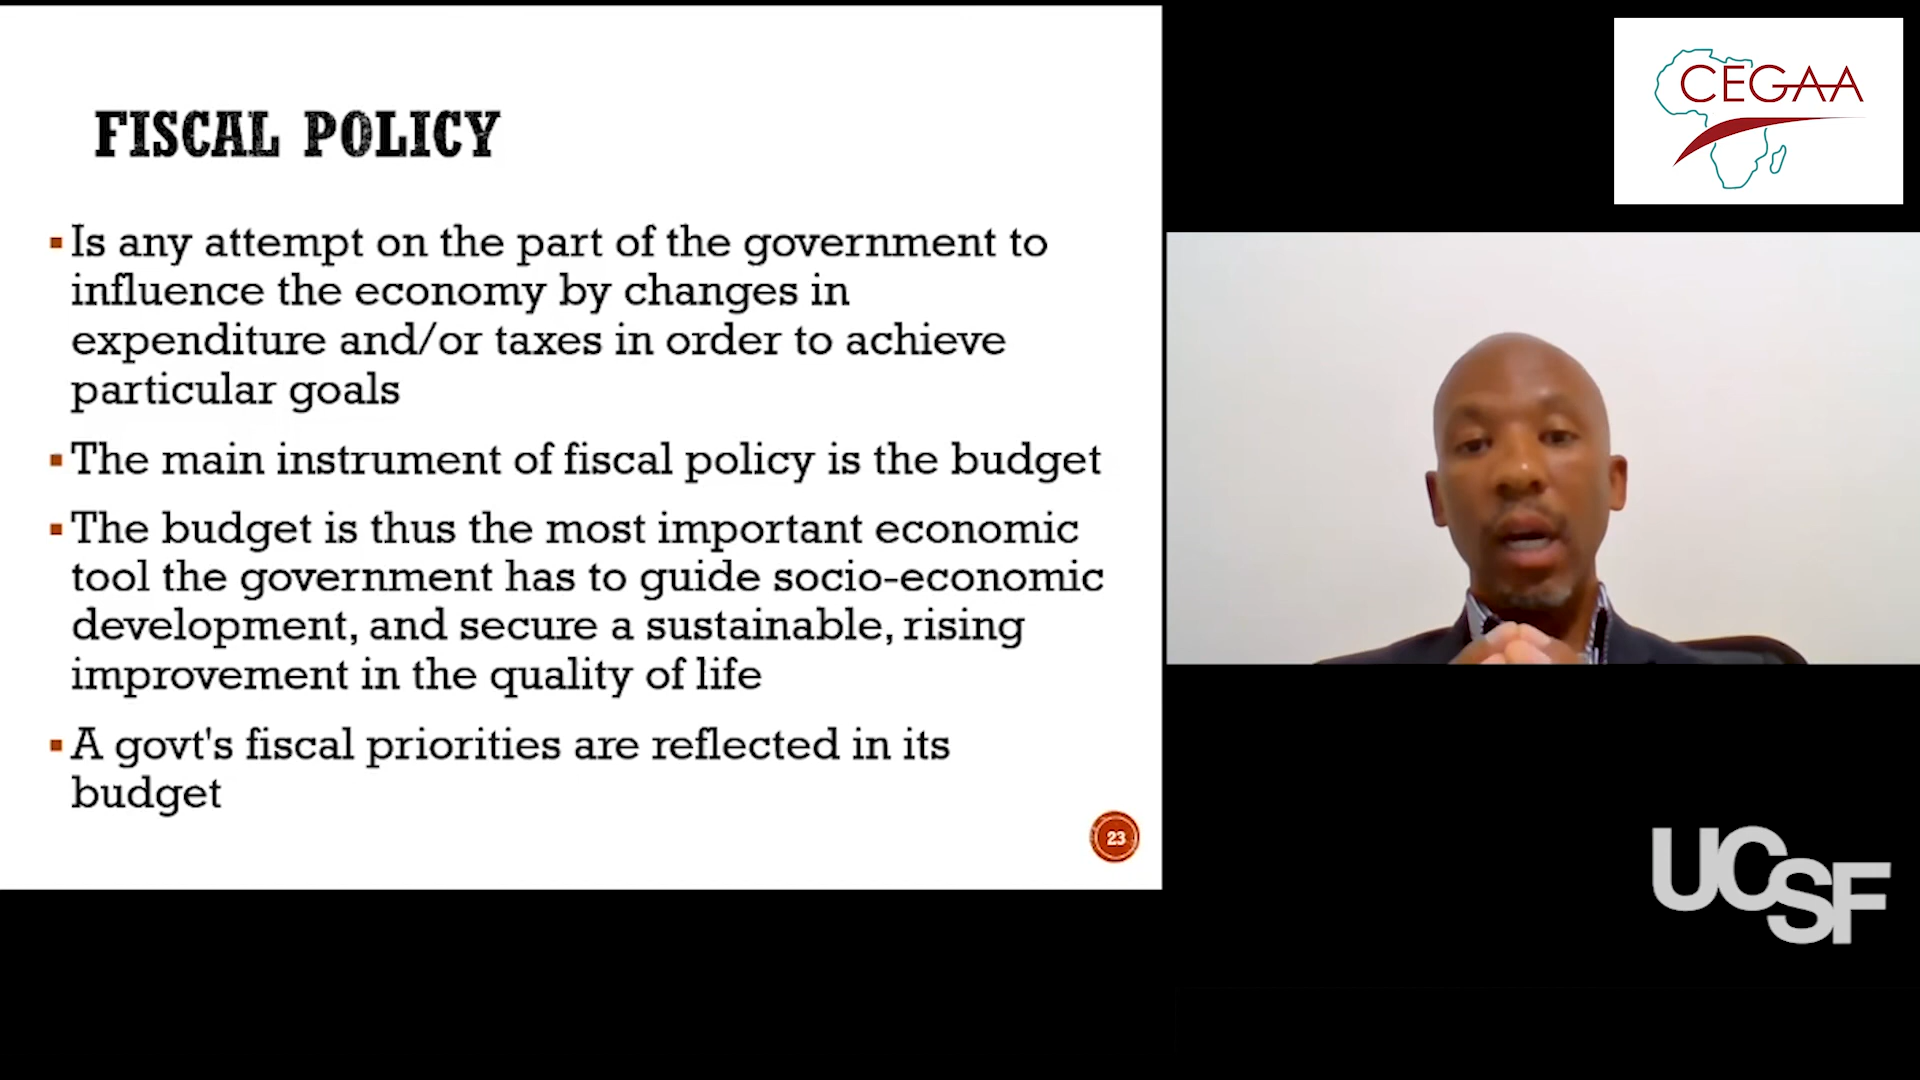 FISCAL POLICY
Is any attempt on the part of the government to
influence the economy by changes in
expenditure and/or taxes in order to achieve
particular goals
The main instrument of fiscal policy is the budget
The budget is thus the most important economic
tool the government has to guide socio-economic
development, and secure a sustainable, rising
improvement in the quality of life
A govt's fiscal priorities are reflected in its
budget
23
CEGAA
UCSF